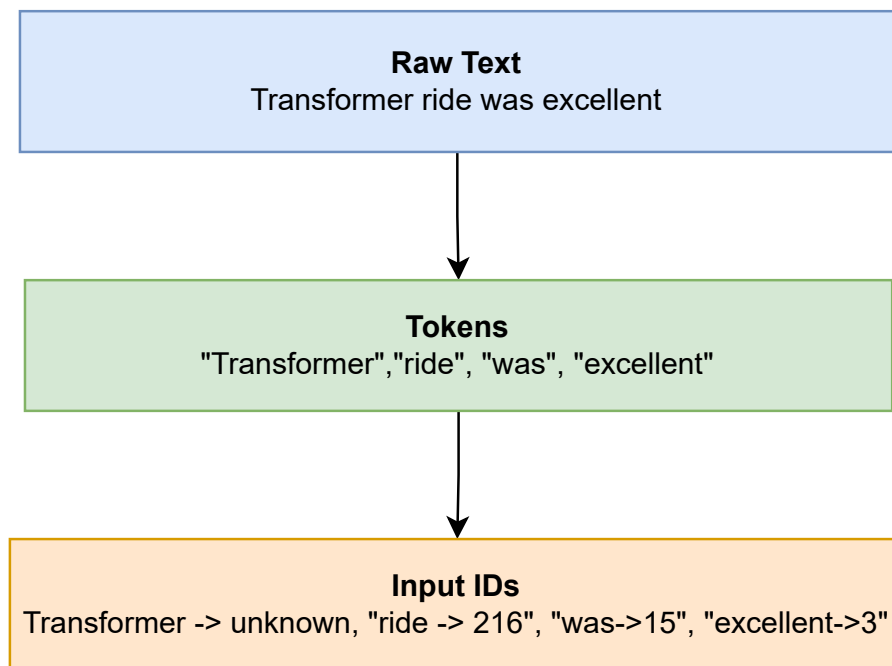 Raw Text
Transformer ride was excellent
Tokens
"Transformer","ride", "was", "excellent"
Input IDs
Transformer -> unknown, "ride -> 216", "was->15", "excellent->3"